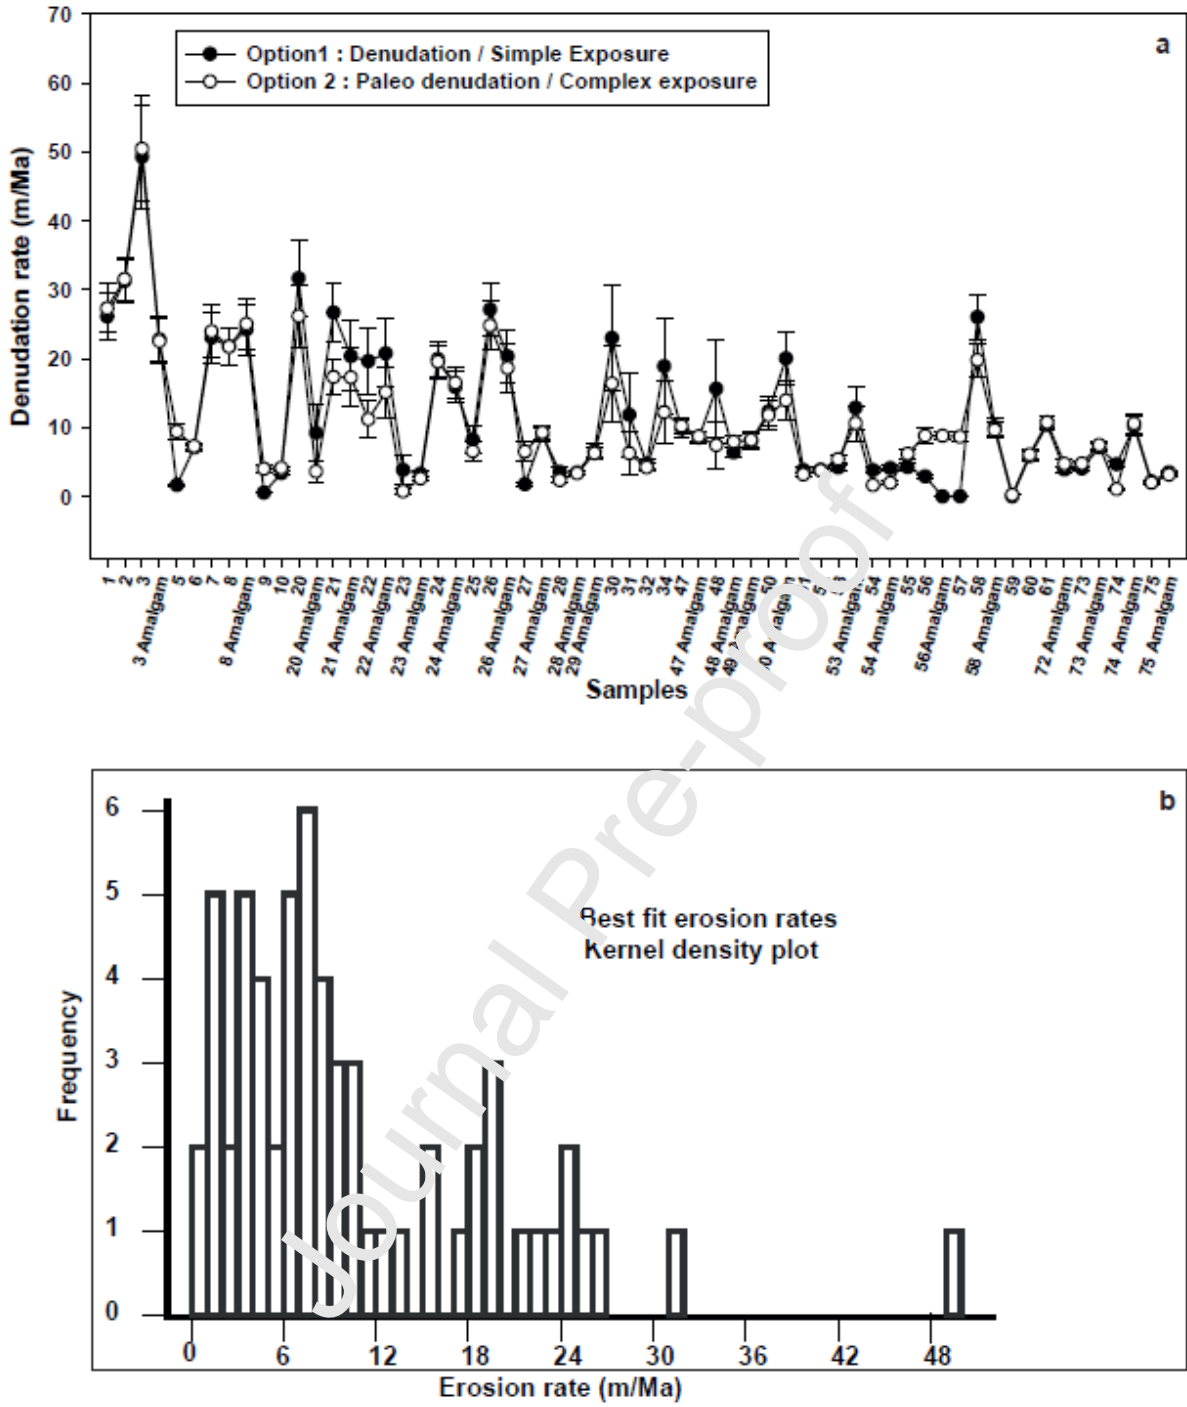 70
60
50
40
30
20
10
0
Denudation rate (m/Ma)
a
Option1 : Denudation / Simple Exposure
Option 2 : Paleo denudation / Complex exposure
1
2
3
3 Amalgam
5
6
7
8
8 Amalgam
9
10
20
20 Amalgam
21
21 Amalgam
22
22 Amalgam
23
23 Amalgam
24
24 Amalgam
25
26
26 Amalgam
27
27 Amalgam
28
28 Amalgam
29 Amalgam
30
31
32
34
47
47 Amalgam
48
48 Amalgam
49
50
53 Amalgam
54
54 Amalgam
55
56
56Amalgam
57
58
58 Amalgam
59
60
61
72 Amalgam
73
73 Amalgam
74
74 Amalgam
75
75 Amalgam
Samples
b
6
5
4
3
2
1
0
Frequency
Best fit erosion rates
Kernel density plot
0 6 12 18 24 30 36 42 48
Erosion rate (m/Ma)
Journal Pre-proof